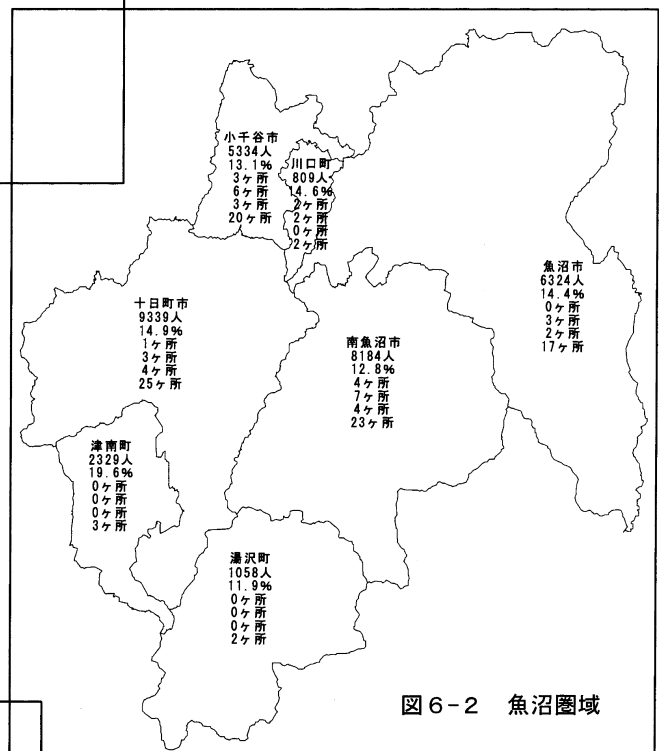 小千谷市
5334人
13.1%
3ヶ所
6ヶ所
3ヶ所
20ヶ所
川口町
809人
14.6%
2ヶ所
2ヶ所
0ヶ所
2ヶ所
魚沼市
6324人
14.4%
0ヶ所
3ヶ所
2ヶ所
17ヶ所
十日町市
9339人
14.9%
1ヶ所
3ヶ所
4ヶ所
25ヶ所
南魚沼市
8184人
12.8%
4ヶ所
7ヶ所
4ヶ所
23ヶ所
津南町
2329人
19.6%
0ヶ所
0ヶ所
0ヶ所
3ヶ所
湯沢町
1058人
11.9%
0ヶ所
0ヶ所
0ヶ所
2ヶ所
図6-2 魚沼圏域